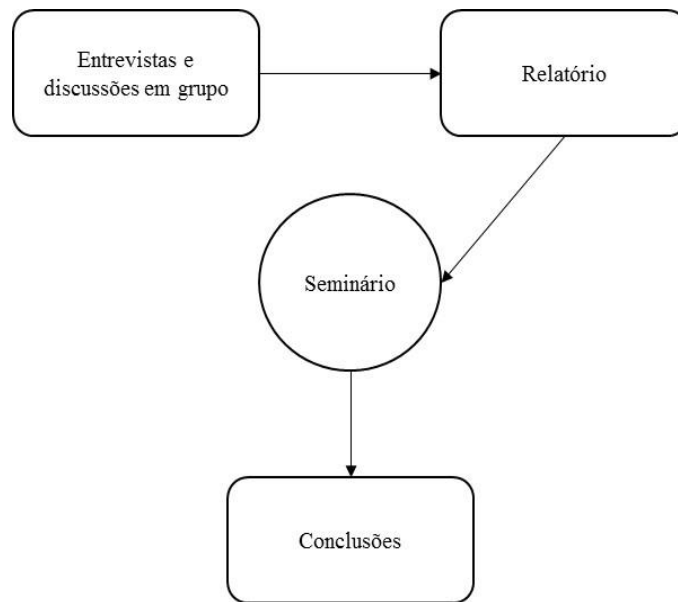 Entrevistas e
discussões em grupo
Relatório
Seminário
Conclusões